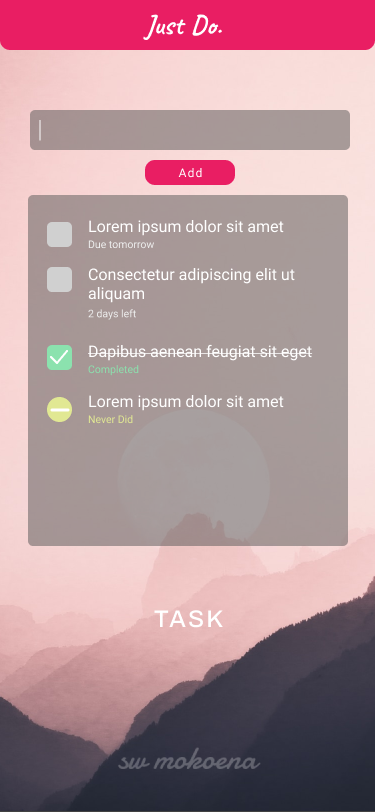 Just Do.
Add
Lorem ipsum dolor sit amet
Due tomorrow
Consectetur adipiscing elit ut
aliquam
2 days left
Dapibus aenean feugiat sit eget
Completed
Lorem ipsum dolor sit amet
Never Did
TASK
sw mokoena